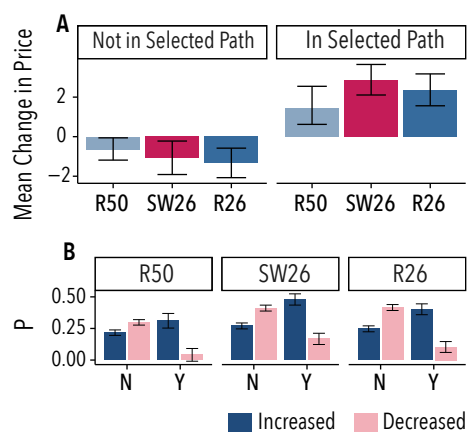 A
Not in Selected Path
In Selected Path
Mean Change in Price
2
0
−2
R50 SW26 R26
R50 SW26 R26
B
R50
SW26
R26
P
0.50
0.25
0.00
N Y
N Y
N Y
Increased Decreased